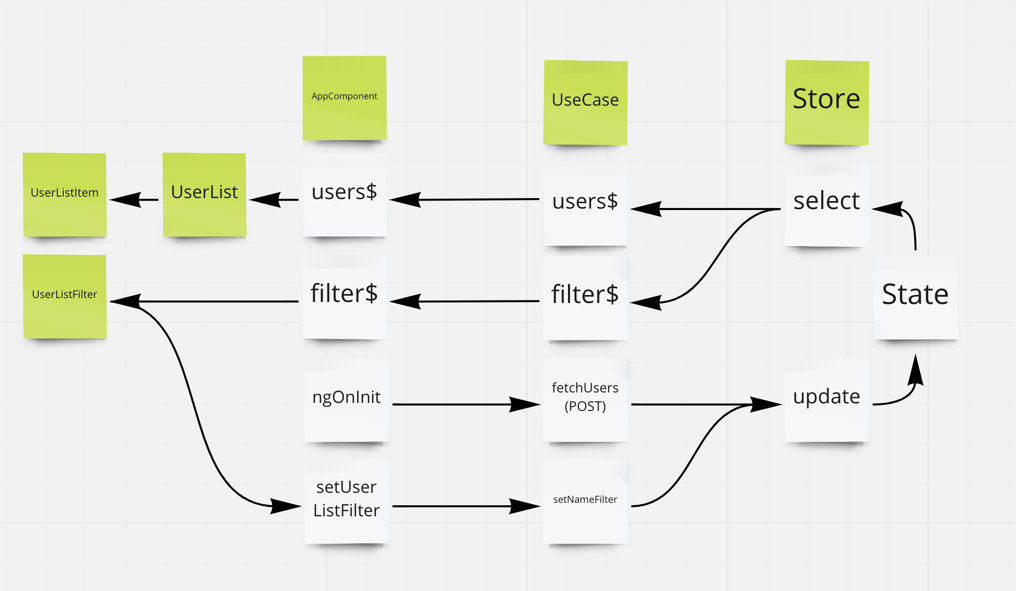 AppComponent
UseCase
Store
UserListItem
UserList
users$
users$
select
UserListFilter
filter$
filter$
State
ngOnInit
fetchUsers
(POST)
update
setUser
ListFilter
setNameFilter